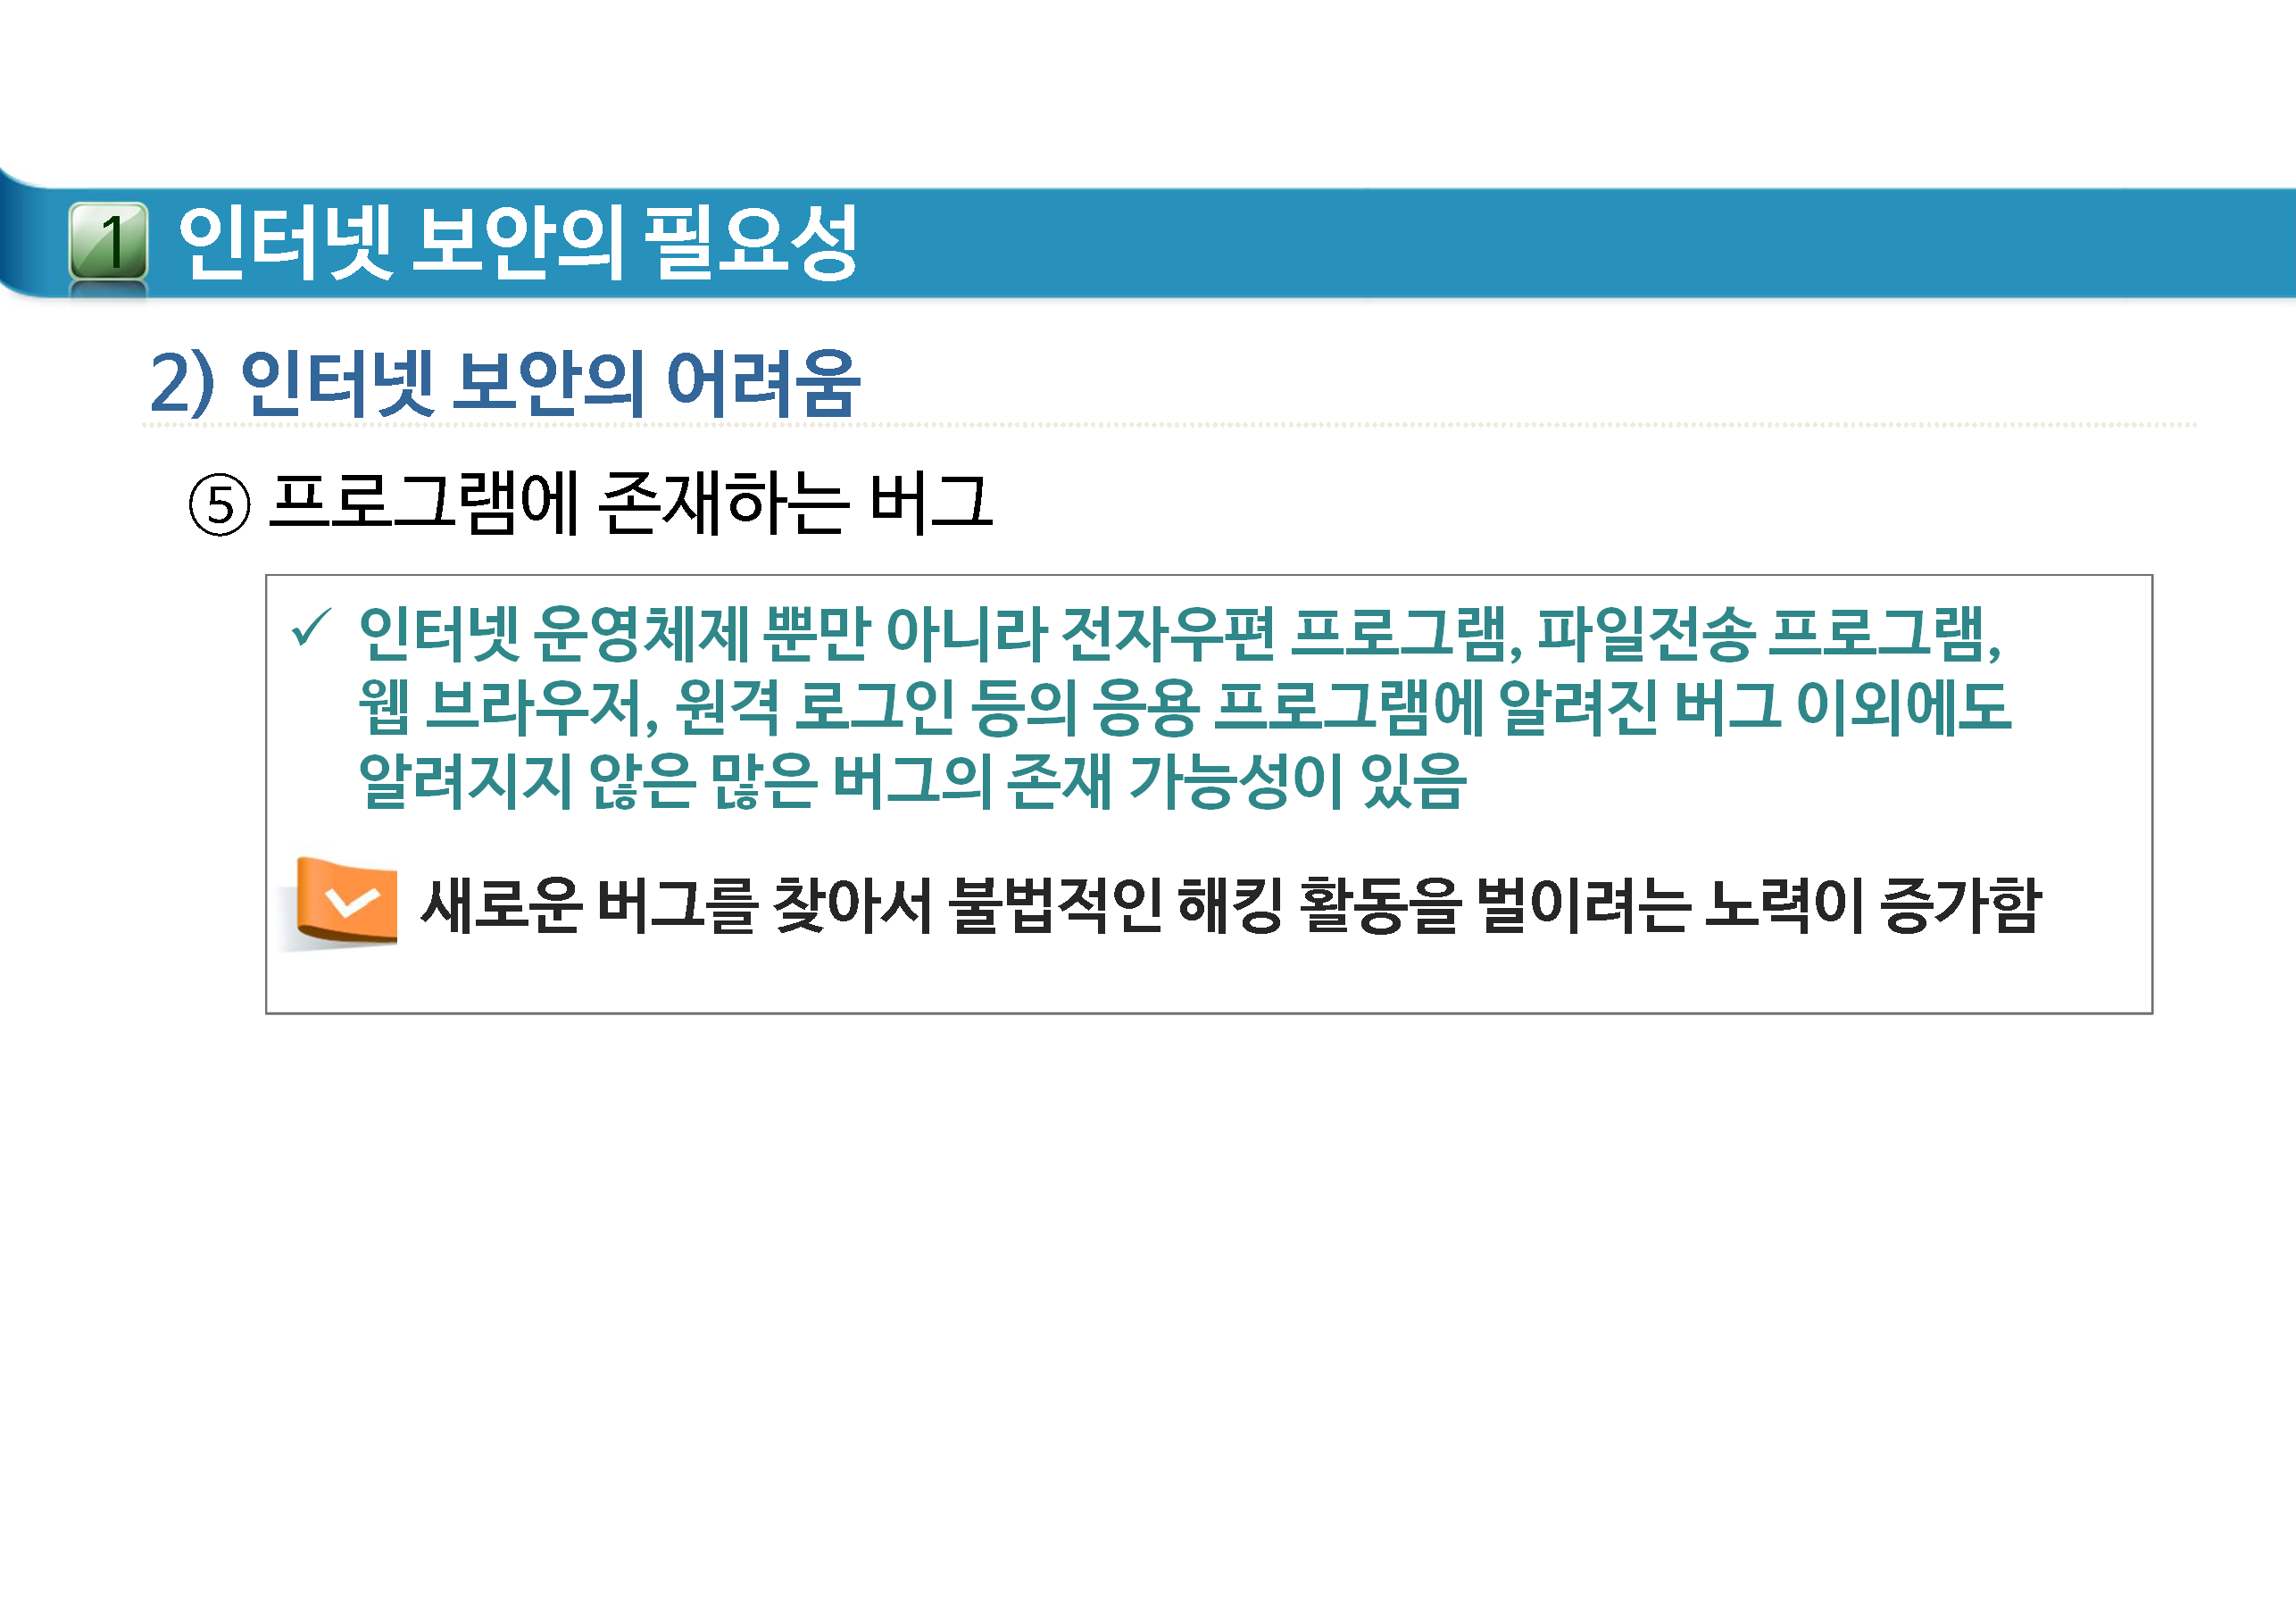 1 인터넷 보안의 필요성
2) 인터넷 보안의 어려움
⑤ 프로그램에 존재하는 버그
✓ 인터넷 운영체제 뿐만 아니라 전자우편 프로그램, 파일전송 프로그램,
웹 브라우저, 원격 로그인 등의 응용 프로그램에 알려진 버그 이외에도
알려지지 않은 많은 버그의 존재 가능성이 있음
새로운 버그를 찾아서 불법적인 해킹 활동을 벌이려는 노력이 증가함